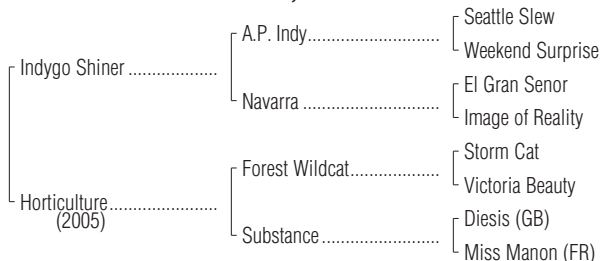 Seattle Slew
A.P. Indy..............................
Weekend Surprise
Indygo Shiner ....................
El Gran Senor
Navarra ...............................
Image of Reality
Storm Cat
Forest Wildcat....................
Victoria Beauty
Horticulture........................
(2005)
Diesis (GB)
Substance ...........................
Miss Manon (FR)